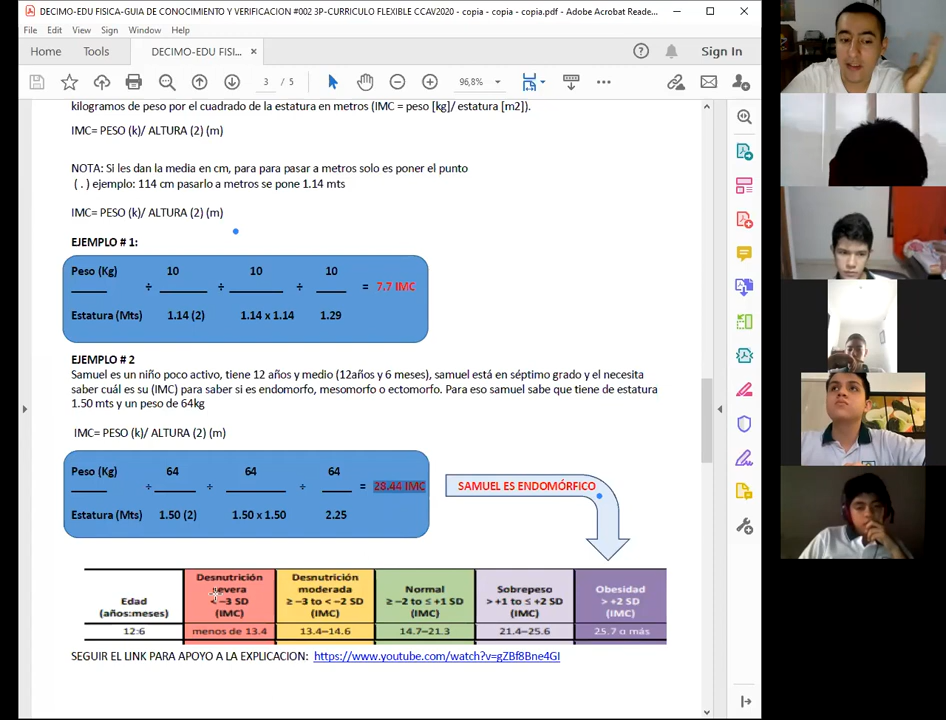 DECIMO-EDU FISICA-GUIA DE CONOCIMIENTO Y VERIFICACION #002 3P-CURRICULO FLEXIBLE CCAV2020 - copia - copia - copia.pdf - Adobe Acrobat Reade...
File Edit View Sign Window Help
Home Tools DECIMO-EDU FISI... × Sign In
3 / 5 96,8%
kilogramos de peso por el cuadrado de la estatura en metros (IMC = peso [kg]/ estatura [m2]).
IMC= PESO (k)/ ALTURA (2) (m)
NOTA: Si les dan la media en cm, para para pasar a metros solo es poner el punto
( . ) ejemplo: 114 cm pasarlo a metros se pone 1.14 mts
IMC= PESO (k)/ ALTURA (2) (m)
EJEMPLO # 1:
Peso (Kg) 10 10 10
÷ ÷ ÷ = 7.7 IMC
Estatura (Mts) 1.14 (2) 1.14 x 1.14 1.29
EJEMPLO # 2
Samuel es un niño poco activo, tiene 12 años y medio (12años y 6 meses), samuel está en séptimo grado y el necesita
saber cuál es su (IMC) para saber si es endomorfo, mesomorfo o ectomorfo. Para eso samuel sabe que tiene de estatura
1.50 mts y un peso de 64kg
IMC= PESO (k)/ ALTURA (2) (m)
Peso (Kg) 64 64 64
÷ ÷ ÷ = 28.44 IMC
Estatura (Mts) 1.50 (2) 1.50 x 1.50 2.25
SAMUEL ES ENDOMÓRFICO
Edad
(años:meses)
Desnutrición
severa
< −3 SD
(IMC)
Desnutrición
moderada
≥ −3 to < −2 SD
(IMC)
Normal
≥ −2 to ≤ +1 SD
(IMC)
Sobrepeso
> +1 to ≤ +2 SD
(IMC)
Obesidad
> +2 SD
(IMC)
12:6 menos de 13.4 13.4–14.6 14.7–21.3 21.4–25.6 25.7 o más
SEGUIR EL LINK PARA APOYO A LA EXPLICACION: https://www.youtube.com/watch?v=gZBf8Bne4GI